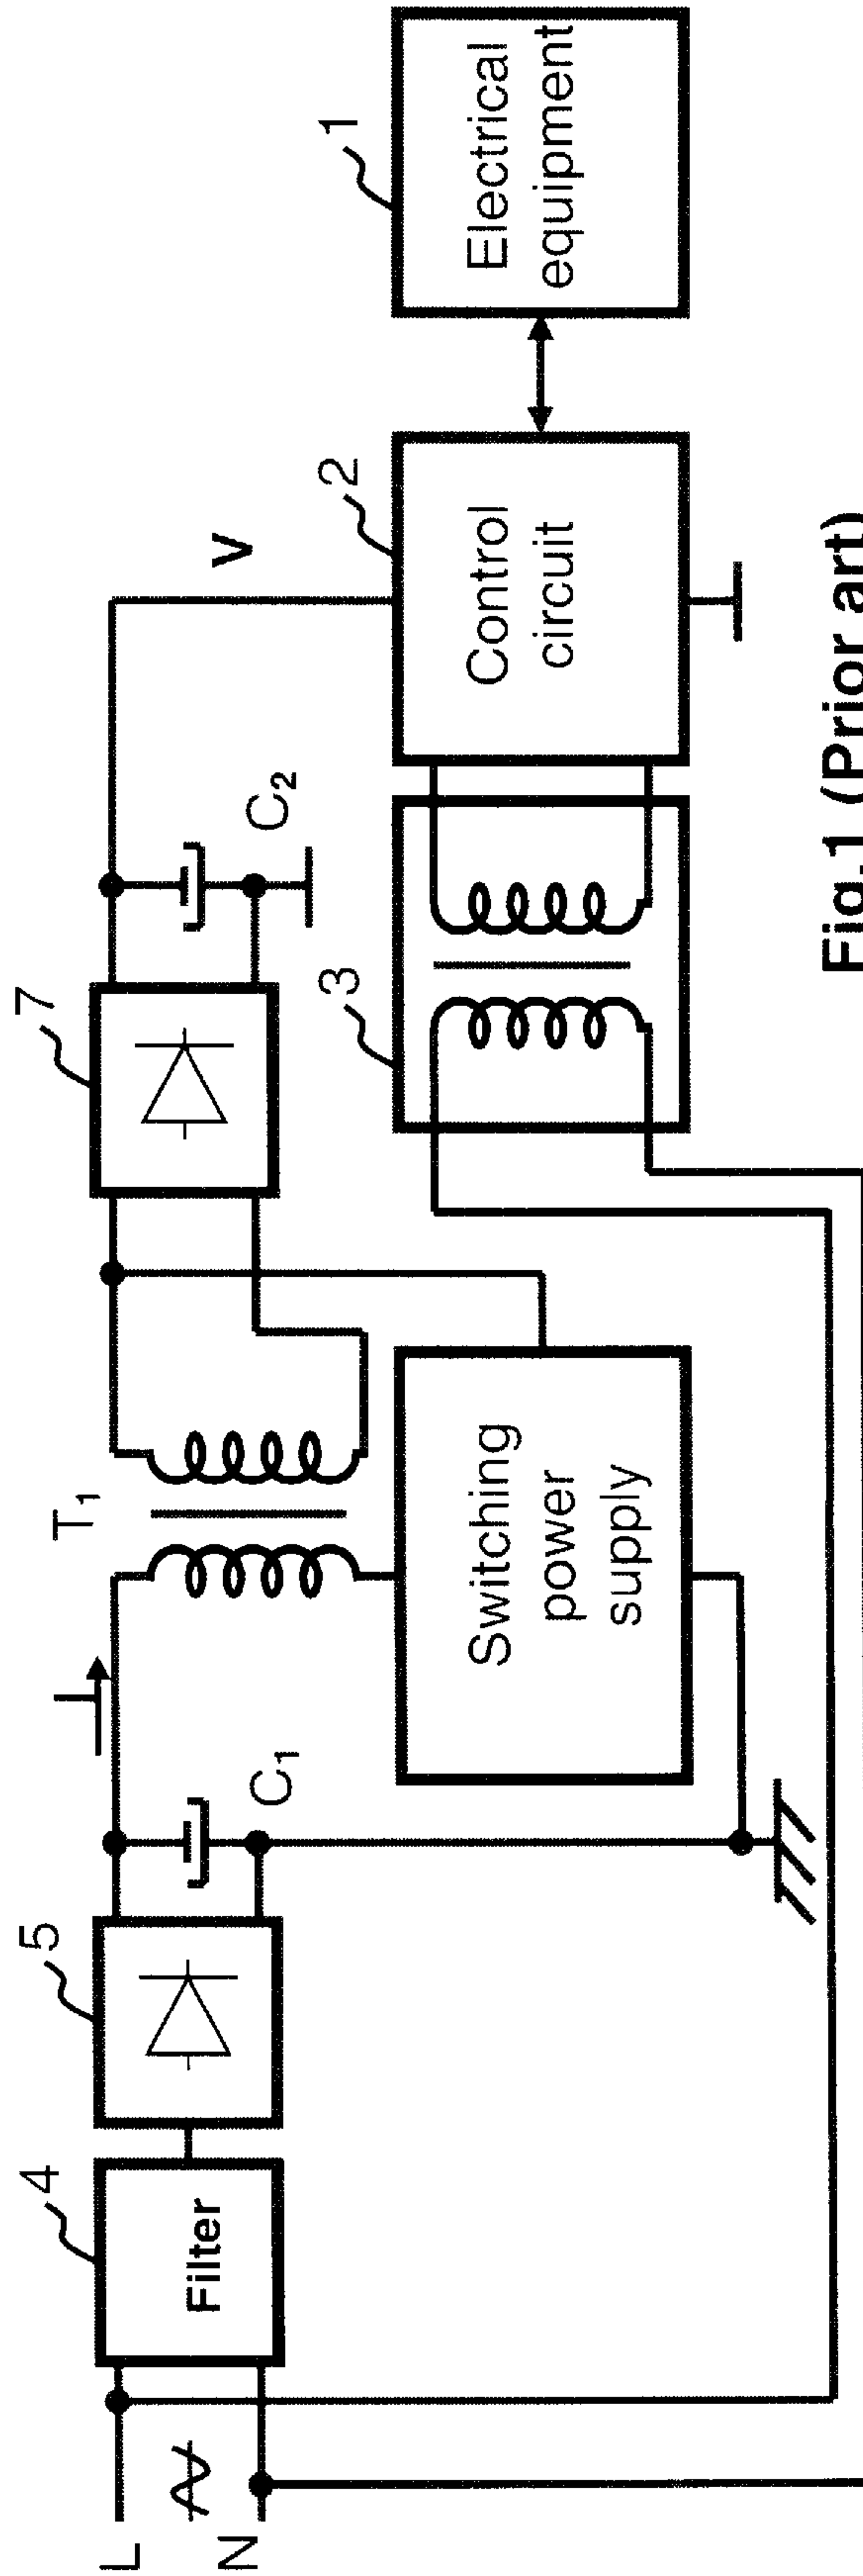 L
N
4
Filter
5
C₁
T₁
Switching
power
supply
7
C₂
V
3
2
Control
circuit
1
Electrical
equipment
Fig.1 (Prior art)